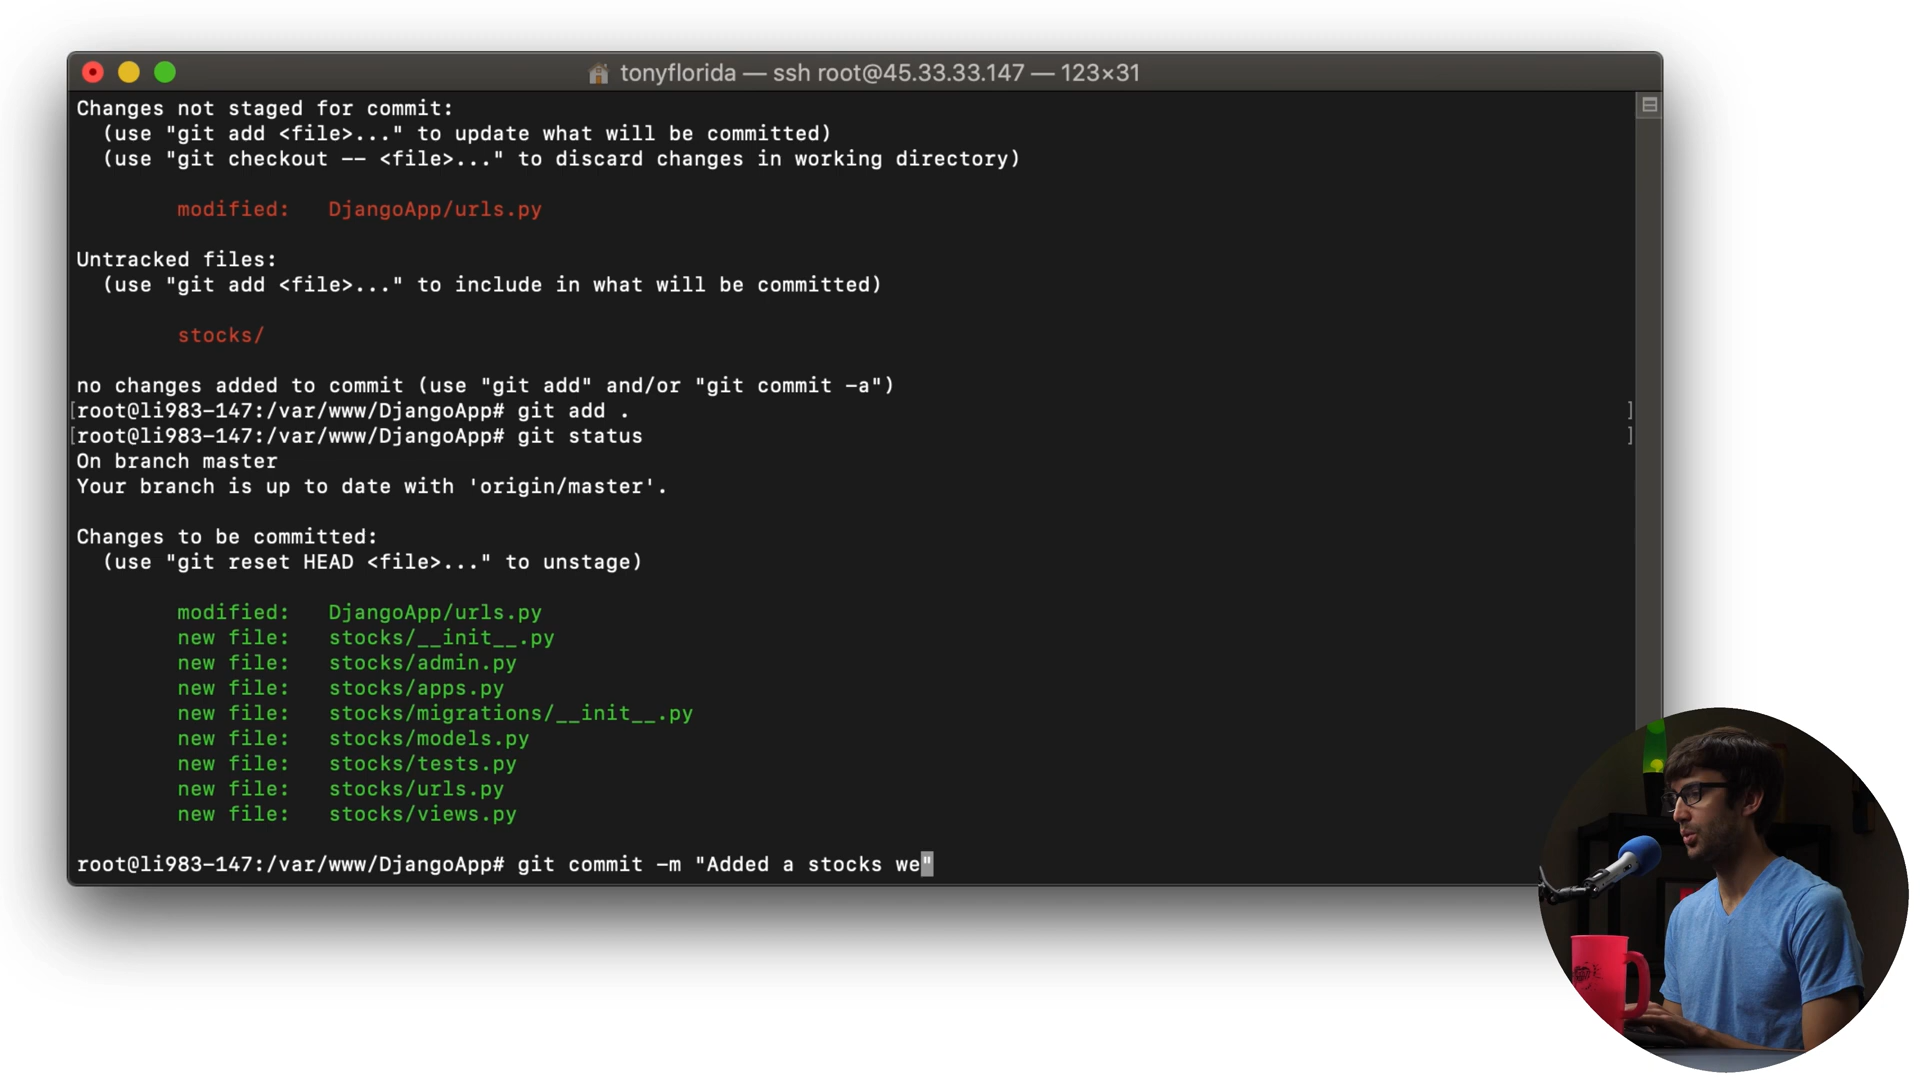 tonyflorida — ssh root@45.33.33.147 — 123×31
Changes not staged for commit:
(use "git add <file>..." to update what will be committed)
(use "git checkout -- <file>..." to discard changes in working directory)
modified:   DjangoApp/urls.py
Untracked files:
(use "git add <file>..." to include in what will be committed)
stocks/
no changes added to commit (use "git add" and/or "git commit -a")
[root@li983-147:/var/www/DjangoApp# git add . ]
[root@li983-147:/var/www/DjangoApp# git status ]
On branch master
Your branch is up to date with 'origin/master'.
Changes to be committed:
(use "git reset HEAD <file>..." to unstage)
modified:   DjangoApp/urls.py
new file:   stocks/__init__.py
new file:   stocks/admin.py
new file:   stocks/apps.py
new file:   stocks/migrations/__init__.py
new file:   stocks/models.py
new file:   stocks/tests.py
new file:   stocks/urls.py
new file:   stocks/views.py
root@li983-147:/var/www/DjangoApp# git commit -m "Added a stocks we"